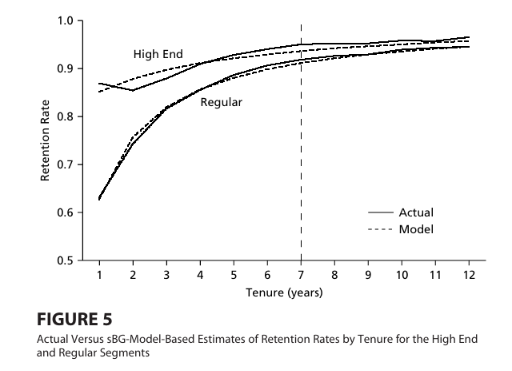 1.0
0.9
0.8
0.7
0.6
0.5
Retention Rate
High End
Regular
Actual
Model
1 2 3 4 5 6 7 8 9 10 11 12
Tenure (years)
FIGURE 5
Actual Versus sBG-Model-Based Estimates of Retention Rates by Tenure for the High End
and Regular Segments